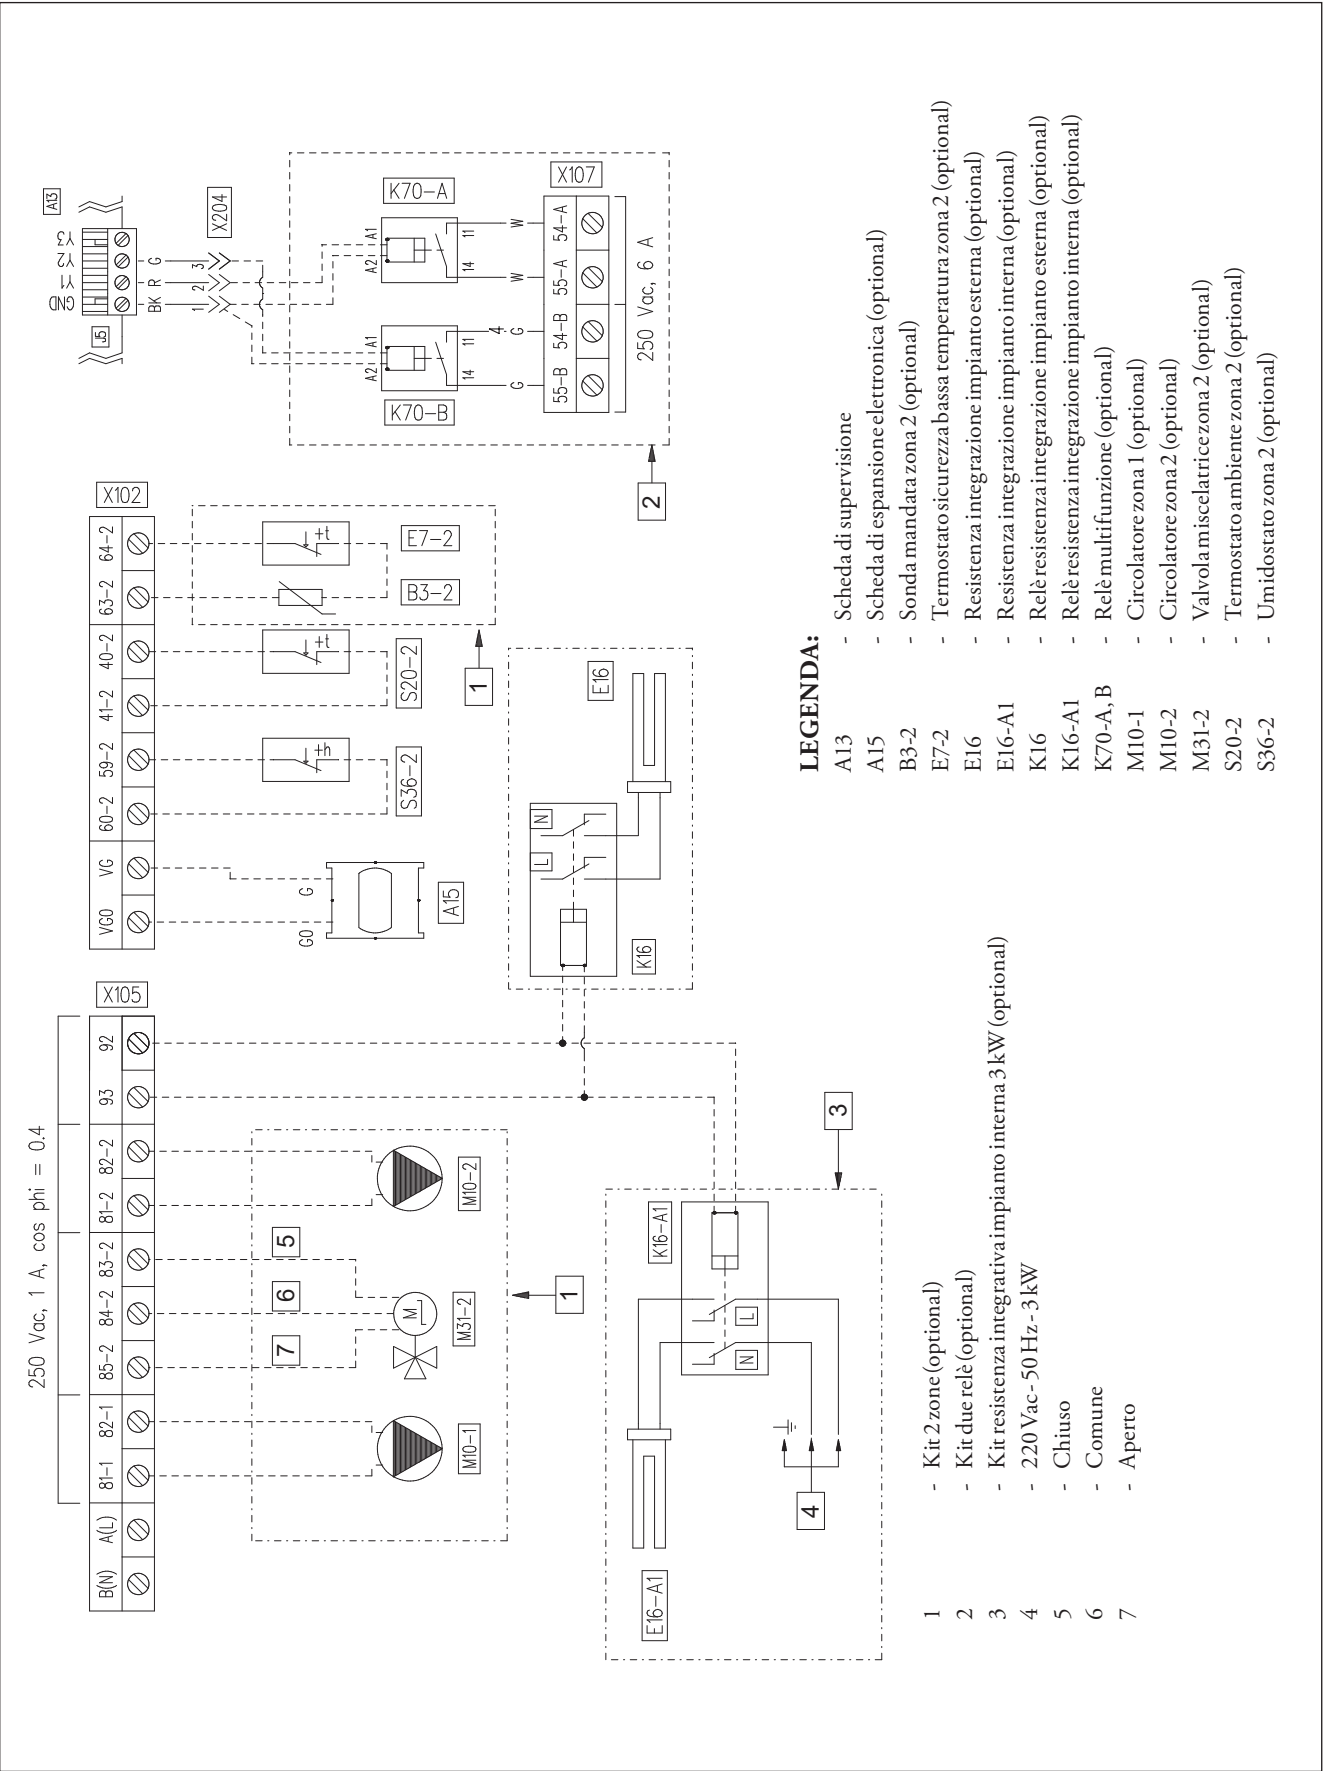 250 Vac, 1 A, cos phi = 0.4
B(N) A(L) 81-1 82-1 85-2 84-2 83-2 81-2 82-2 93 92
X105
VG0 VG 60-2 59-2 41-2 40-2 63-2 64-2
X102
J5
GND Y1 Y2 Y3
A13
BK R G
1 2 3
X204
7 6 5
M
M10-1
M31-2
M10-2
1
G0 G
A15
+h
S36-2
+t
S20-2
+t
B3-2
E7-2
1
A2 A1
14 11
K70-B
A2 A1
14 11
K70-A
G 4 G W W
55-B 54-B 55-A 54-A
X107
250 Vac, 6 A
2
L N
K16
E16
E16-A1
K16-A1
N L
4
3
1 - Kit 2 zone (optional)
2 - Kit due relè (optional)
3 - Kit resistenza integrativa impianto interna 3 kW (optional)
4 - 220 Vac - 50 Hz - 3 kW
5 - Chiuso
6 - Comune
7 - Aperto
LEGENDA:
A13 - Scheda di supervisione
A15 - Scheda di espansione elettronica (optional)
B3-2 - Sonda mandata zona 2 (optional)
E7-2 - Termostato sicurezza bassa temperatura zona 2 (optional)
E16 - Resistenza integrazione impianto esterna (optional)
E16-A1 - Resistenza integrazione impianto interna (optional)
K16 - Relè resistenza integrazione impianto esterna (optional)
K16-A1 - Relè resistenza integrazione impianto interna (optional)
K70-A, B - Relè multifunzione (optional)
M10-1 - Circolatore zona 1 (optional)
M10-2 - Circolatore zona 2 (optional)
M31-2 - Valvola miscelatrice zona 2 (optional)
S20-2 - Termostato ambiente zona 2 (optional)
S36-2 - Umidostato zona 2 (optional)